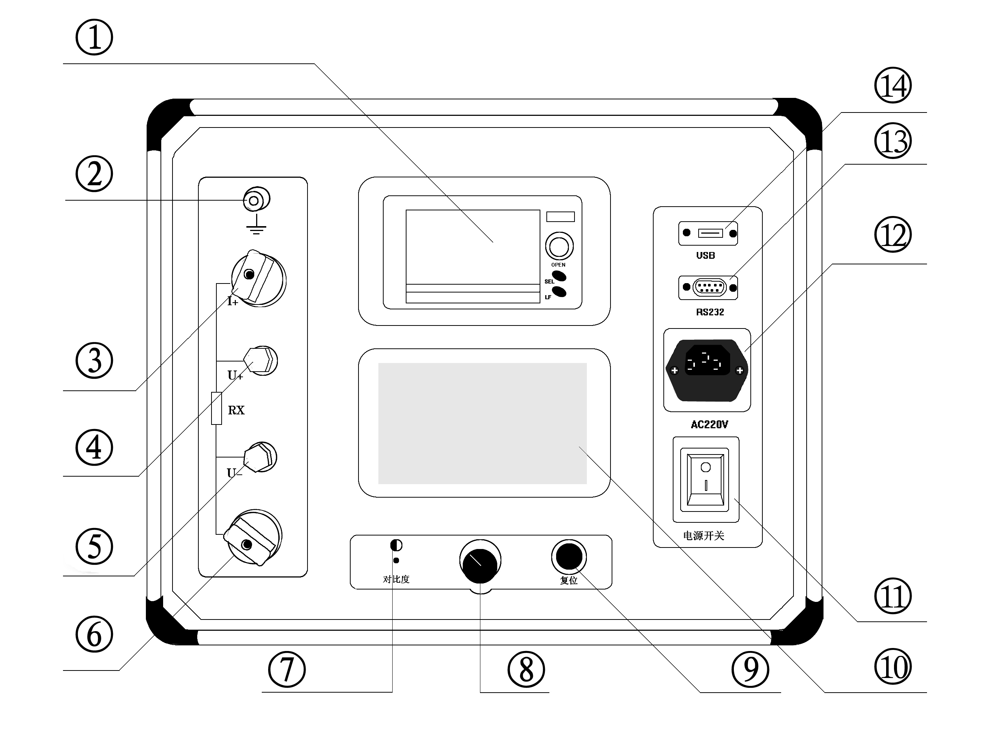 ①
⑭
⑬
②
⑫
USB
OPEN
SEL
LF
I+
RS232
③
U+
RX
AC220V
④
U−
电源开关
⑤
对比度
复位
⑪
⑥
⑦
⑧
⑨
⑩